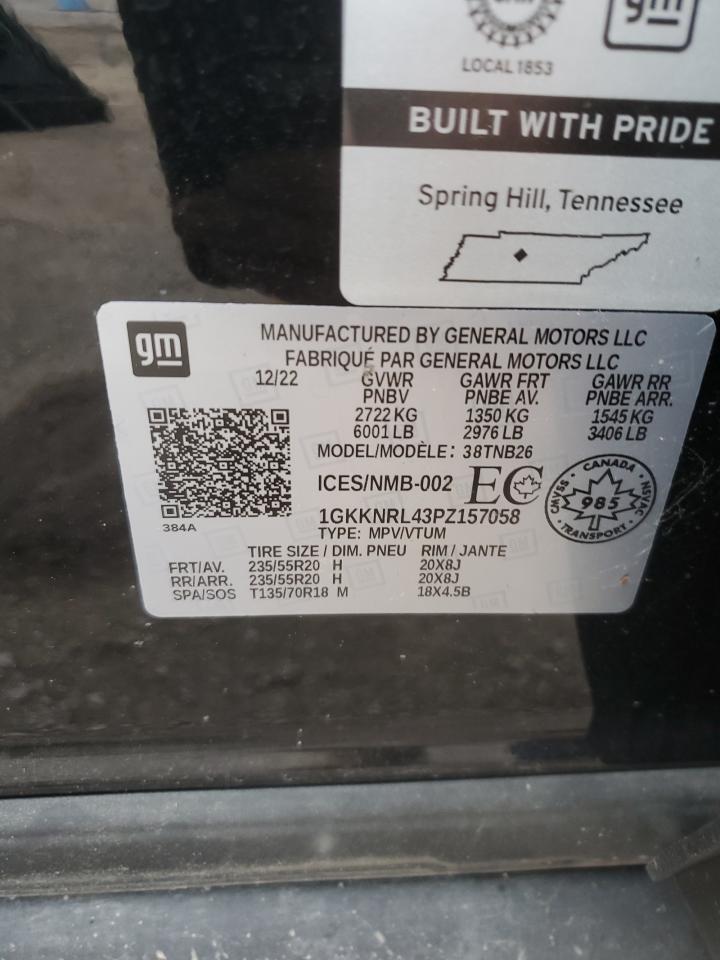 gm
LOCAL 1853
BUILT WITH PRIDE
Spring Hill, Tennessee
gm
MANUFACTURED BY GENERAL MOTORS LLC
FABRIQUÉ PAR GENERAL MOTORS LLC
12/22 GVWR GAWR FRT GAWR RR
PNBV PNBE AV. PNBE ARR.
2722 KG 1350 KG 1545 KG
6001 LB 2976 LB 3406 LB
MODEL/MODÈLE: 38TNB26
ICES/NMB-002 EC
CANADA
CMVSS 985 NSVAC
TRANSPORT
384A
1GKKNRL43PZ157058
TYPE: MPV/VTUM
TIRE SIZE / DIM. PNEU RIM / JANTE
FRT/AV. 235/55R20 H 20X8J
RR/ARR. 235/55R20 H 20X8J
SPA/SOS T135/70R18 M 18X4.5B